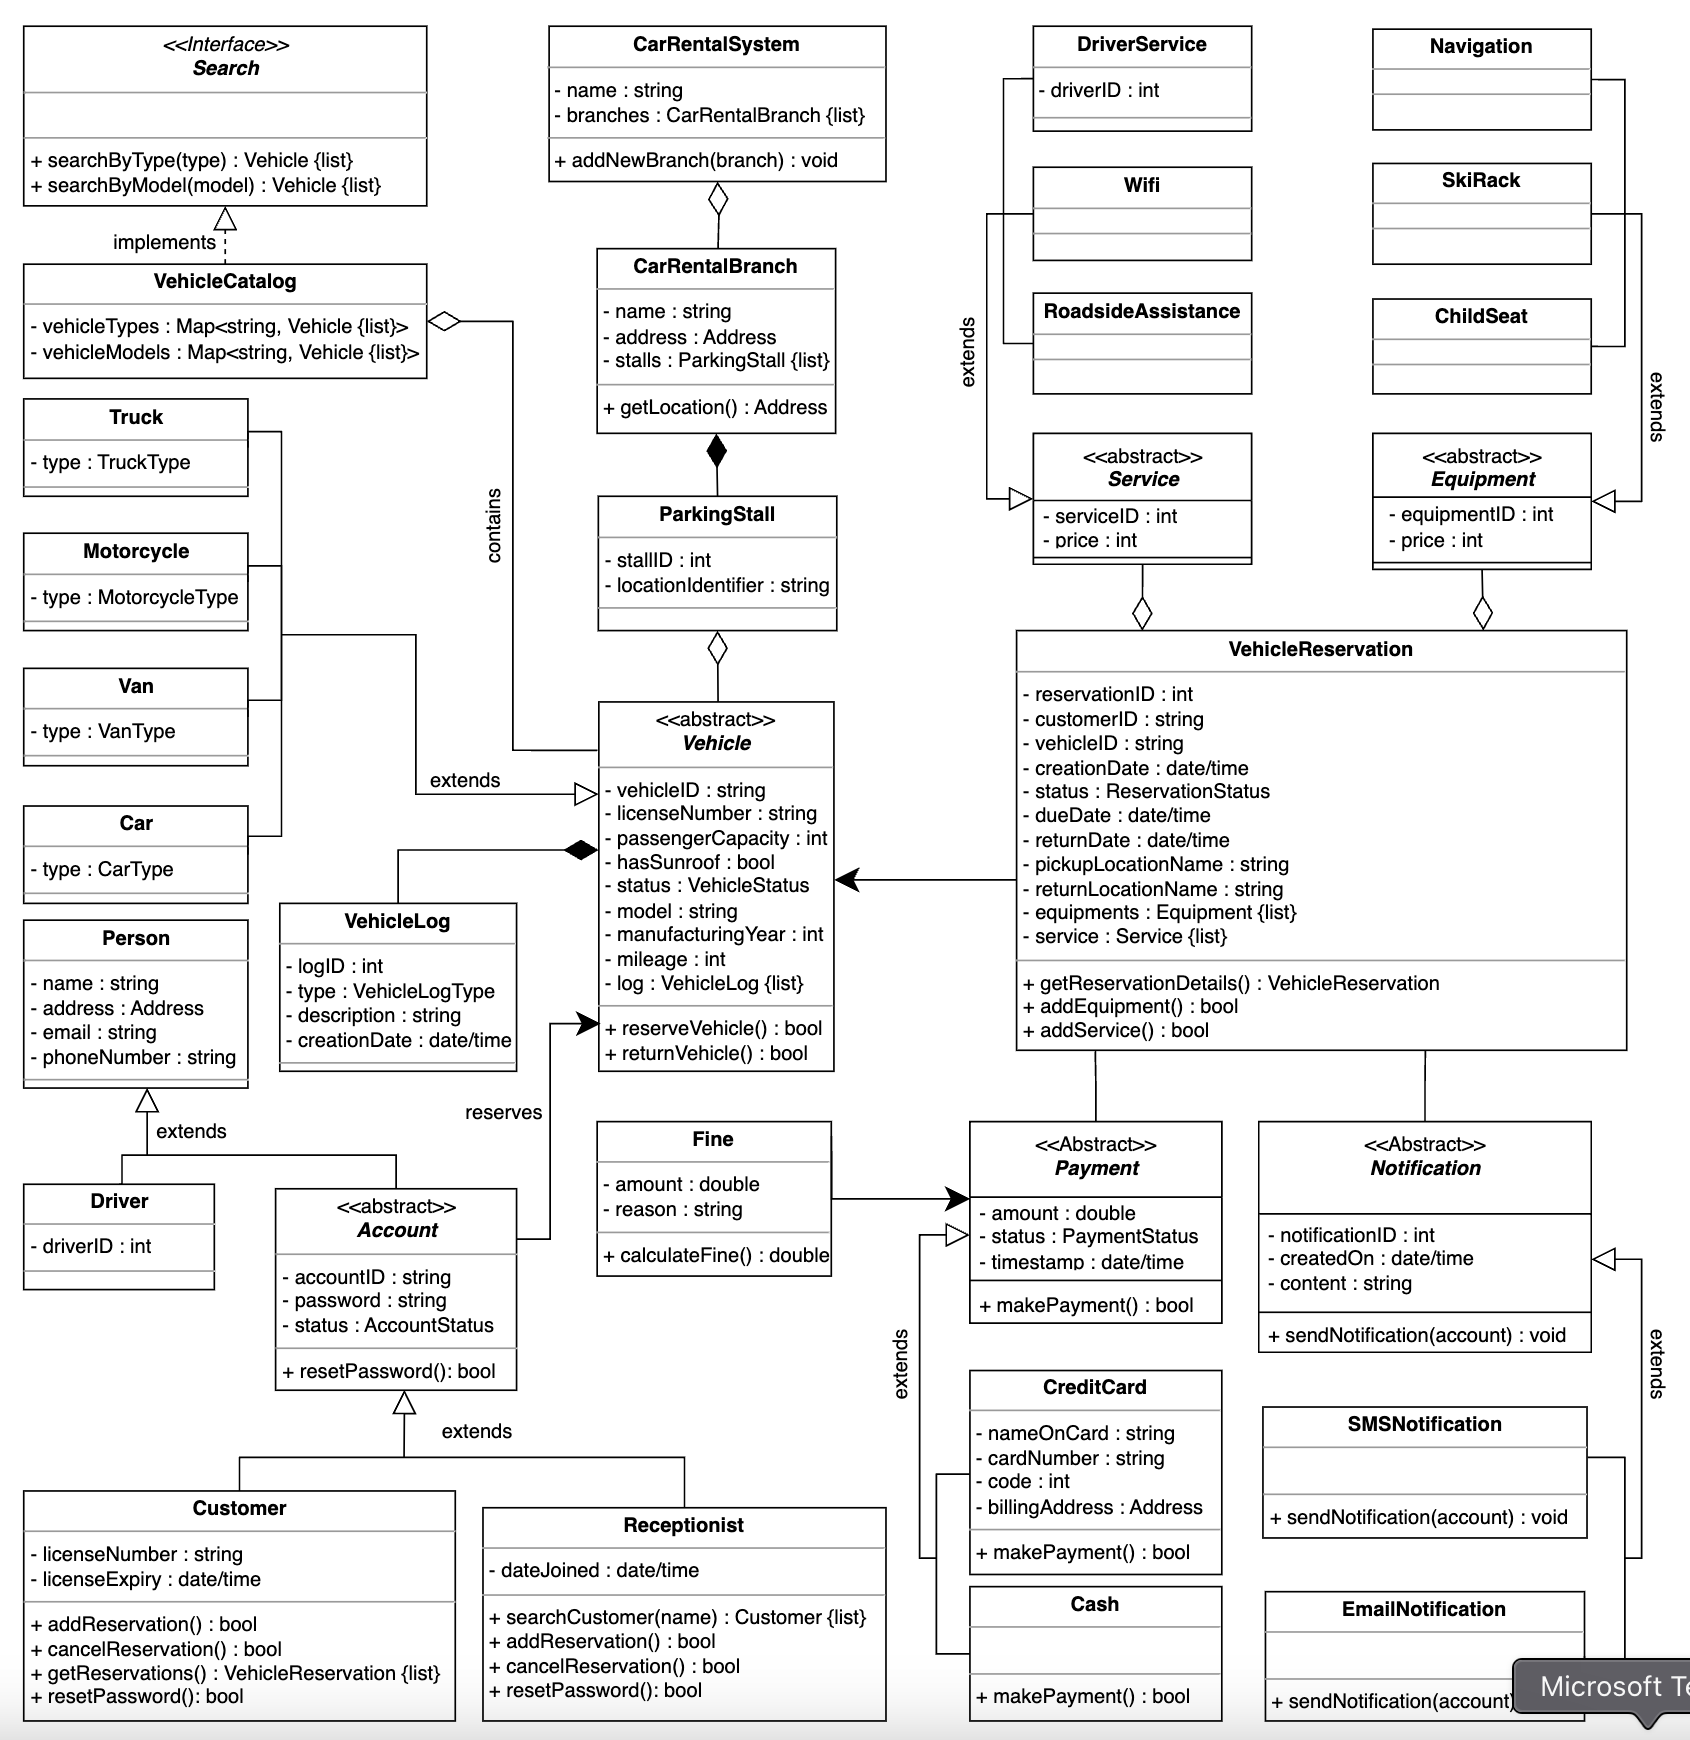 <<Interface>>
Search
+ searchByType(type) : Vehicle {list}
+ searchByModel(model) : Vehicle {list}
implements
VehicleCatalog
- vehicleTypes : Map<string, Vehicle {list}>
- vehicleModels : Map<string, Vehicle {list}>
contains
Truck
- type : TruckType
Motorcycle
- type : MotorcycleType
Van
- type : VanType
Car
- type : CarType
extends
CarRentalSystem
- name : string
- branches : CarRentalBranch {list}
+ addNewBranch(branch) : void
CarRentalBranch
- name : string
- address : Address
- stalls : ParkingStall {list}
+ getLocation() : Address
ParkingStall
- stallID : int
- locationIdentifier : string
<<abstract>>
Vehicle
- vehicleID : string
- licenseNumber : string
- passengerCapacity : int
- hasSunroof : bool
- status : VehicleStatus
- model : string
- manufacturingYear : int
- mileage : int
- log : VehicleLog {list}
+ reserveVehicle() : bool
+ returnVehicle() : bool
DriverService
- driverID : int
Wifi
RoadsideAssistance
extends
<<abstract>>
Service
- serviceID : int
- price : int
Navigation
SkiRack
ChildSeat
extends
<<abstract>>
Equipment
- equipmentID : int
- price : int
VehicleReservation
- reservationID : int
- customerID : string
- vehicleID : string
- creationDate : date/time
- status : ReservationStatus
- dueDate : date/time
- returnDate : date/time
- pickupLocationName : string
- returnLocationName : string
- equipments : Equipment {list}
- service : Service {list}
+ getReservationDetails() : VehicleReservation
+ addEquipment() : bool
+ addService() : bool
Person
- name : string
- address : Address
- email : string
- phoneNumber : string
extends
VehicleLog
- logID : int
- type : VehicleLogType
- description : string
- creationDate : date/time
reserves
Driver
- driverID : int
<<abstract>>
Account
- accountID : string
- password : string
- status : AccountStatus
+ resetPassword(): bool
extends
Customer
- licenseNumber : string
- licenseExpiry : date/time
+ addReservation() : bool
+ cancelReservation() : bool
+ getReservations() : VehicleReservation {list}
+ resetPassword(): bool
Receptionist
- dateJoined : date/time
+ searchCustomer(name) : Customer {list}
+ addReservation() : bool
+ cancelReservation() : bool
+ resetPassword(): bool
Fine
- amount : double
- reason : string
+ calculateFine() : double
<<Abstract>>
Payment
- amount : double
- status : PaymentStatus
- timestamp : date/time
+ makePayment() : bool
extends
CreditCard
- nameOnCard : string
- cardNumber : string
- code : int
- billingAddress : Address
+ makePayment() : bool
Cash
+ makePayment() : bool
<<Abstract>>
Notification
- notificationID : int
- createdOn : date/time
- content : string
+ sendNotification(account) : void
extends
SMSNotification
+ sendNotification(account) : void
EmailNotification
+ sendNotification(account)
Microsoft